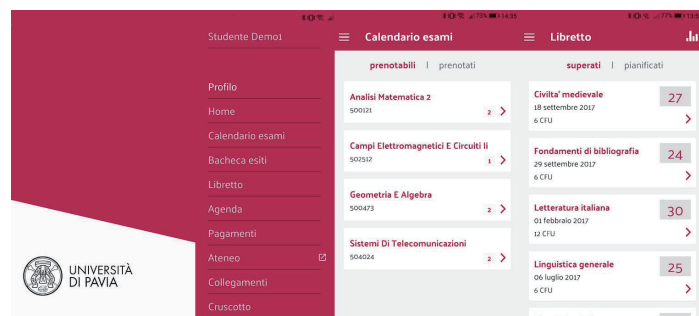 UNIVERSITÀ
DI PAVIA
Studente Demo1
Profilo
Home
Calendario esami
Bacheca esiti
Libretto
Agenda
Pagamenti
Ateneo
Collegamenti
Cruscotto
73% 14:35
Calendario esami
prenotabili | prenotati
Analisi Matematica 2
500121
2
Campi Elettromagnetici E Circuiti Ii
502512
1
Geometria E Algebra
500473
2
Sistemi Di Telecomunicazioni
504024
2
77%
Libretto
superati | pianificati
Civilta' medievale
27
18 settembre 2017
6 CFU
Fondamenti di bibliografia
24
29 settembre 2017
6 CFU
Letteratura italiana
30
01 febbraio 2017
12 CFU
Linguistica generale
25
06 luglio 2017
6 CFU